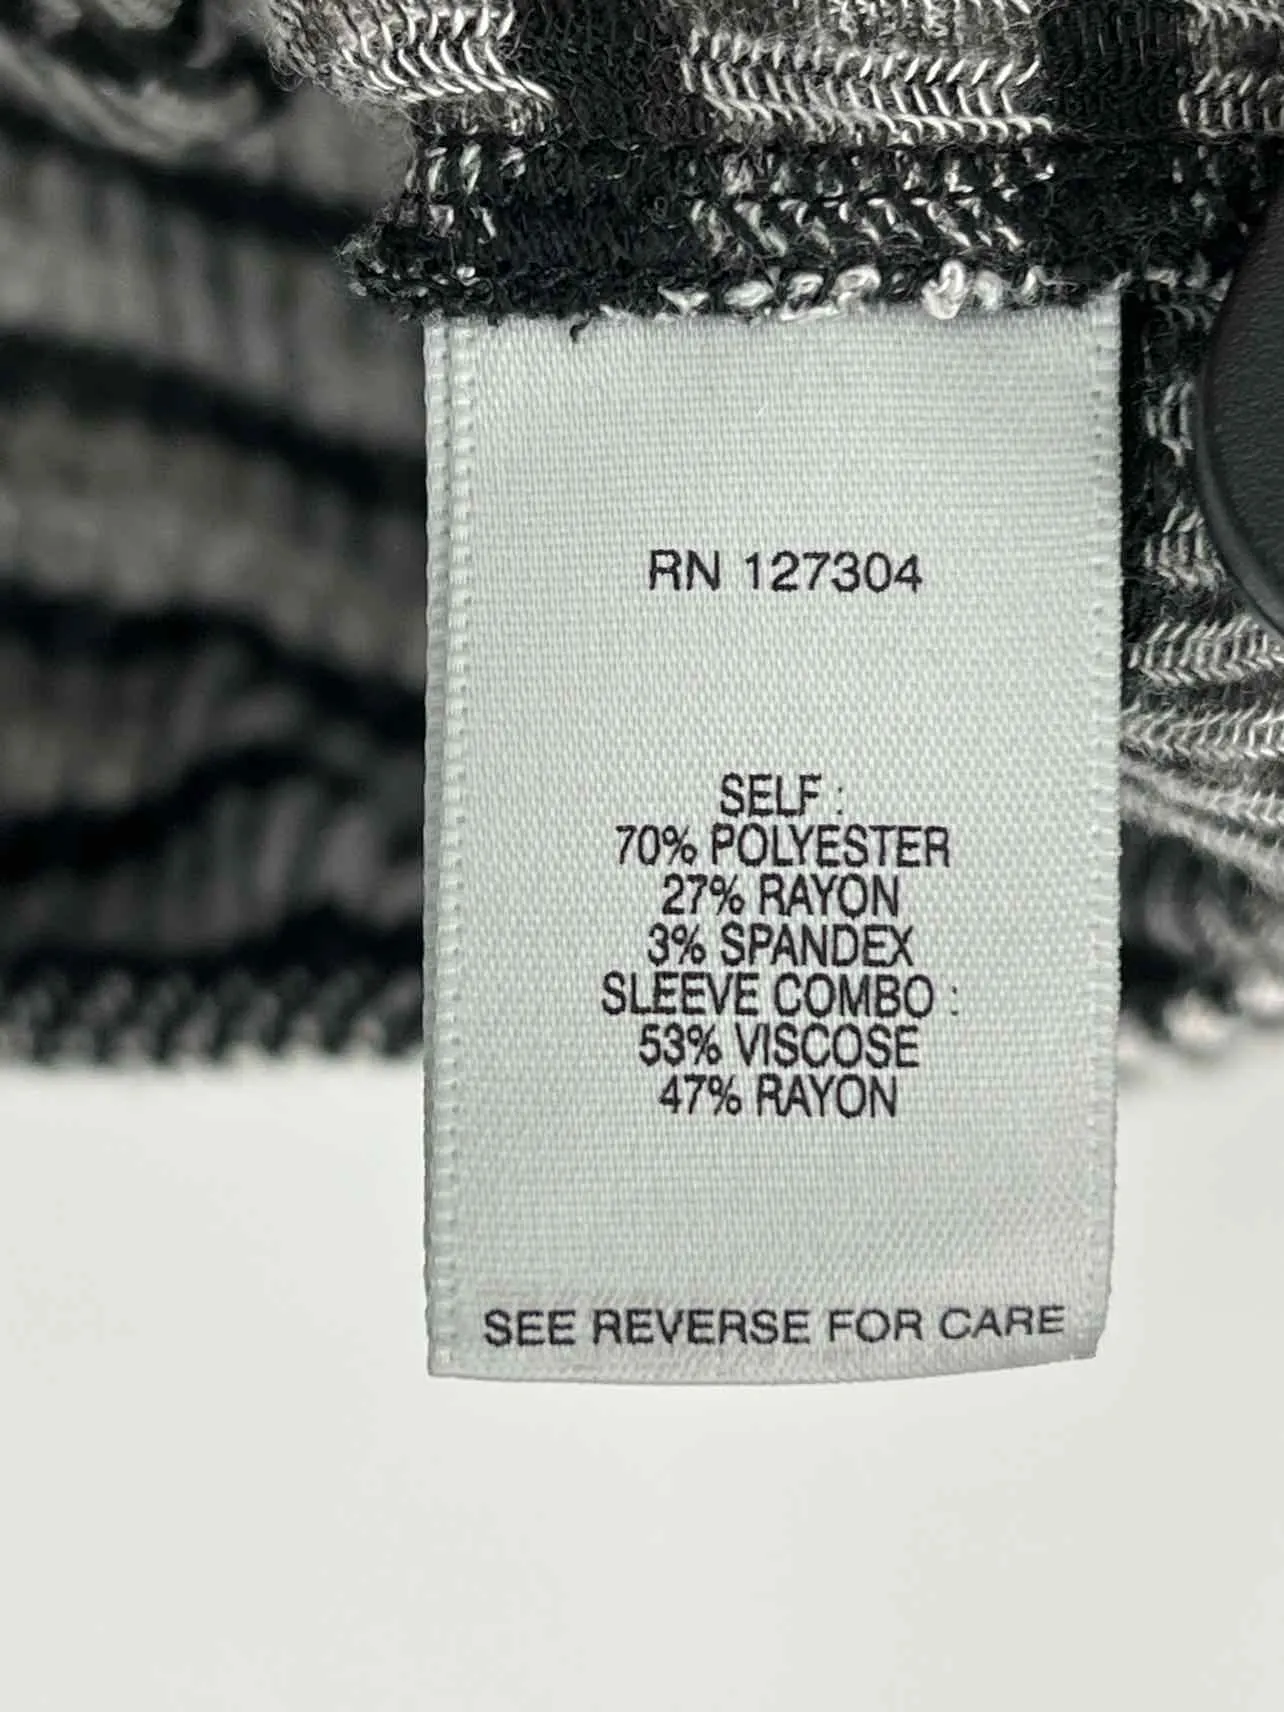 RN 127304
SELF :
70% POLYESTER
27% RAYON
3% SPANDEX
SLEEVE COMBO :
53% VISCOSE
47% RAYON
SEE REVERSE FOR CARE